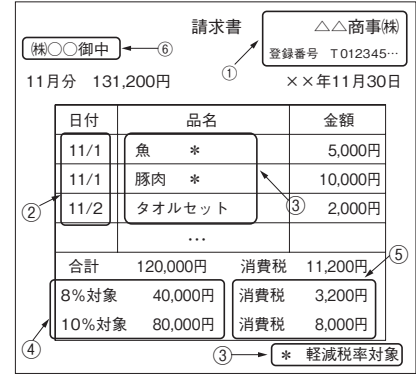 請求書 △△商事㈱
㈱○○御中 ⑥ 登録番号 T012345…
①
11月分 131,200円 ××年11月30日
日付 品名 金額
11/1 魚 * 5,000円
11/1 豚肉 * 10,000円
② ③
11/2 タオルセット 2,000円
… ⑤
合計 120,000円 消費税 11,200円
8%対象 40,000円 消費税 3,200円
10%対象 80,000円 消費税 8,000円
④ ③ * 軽減税率対象